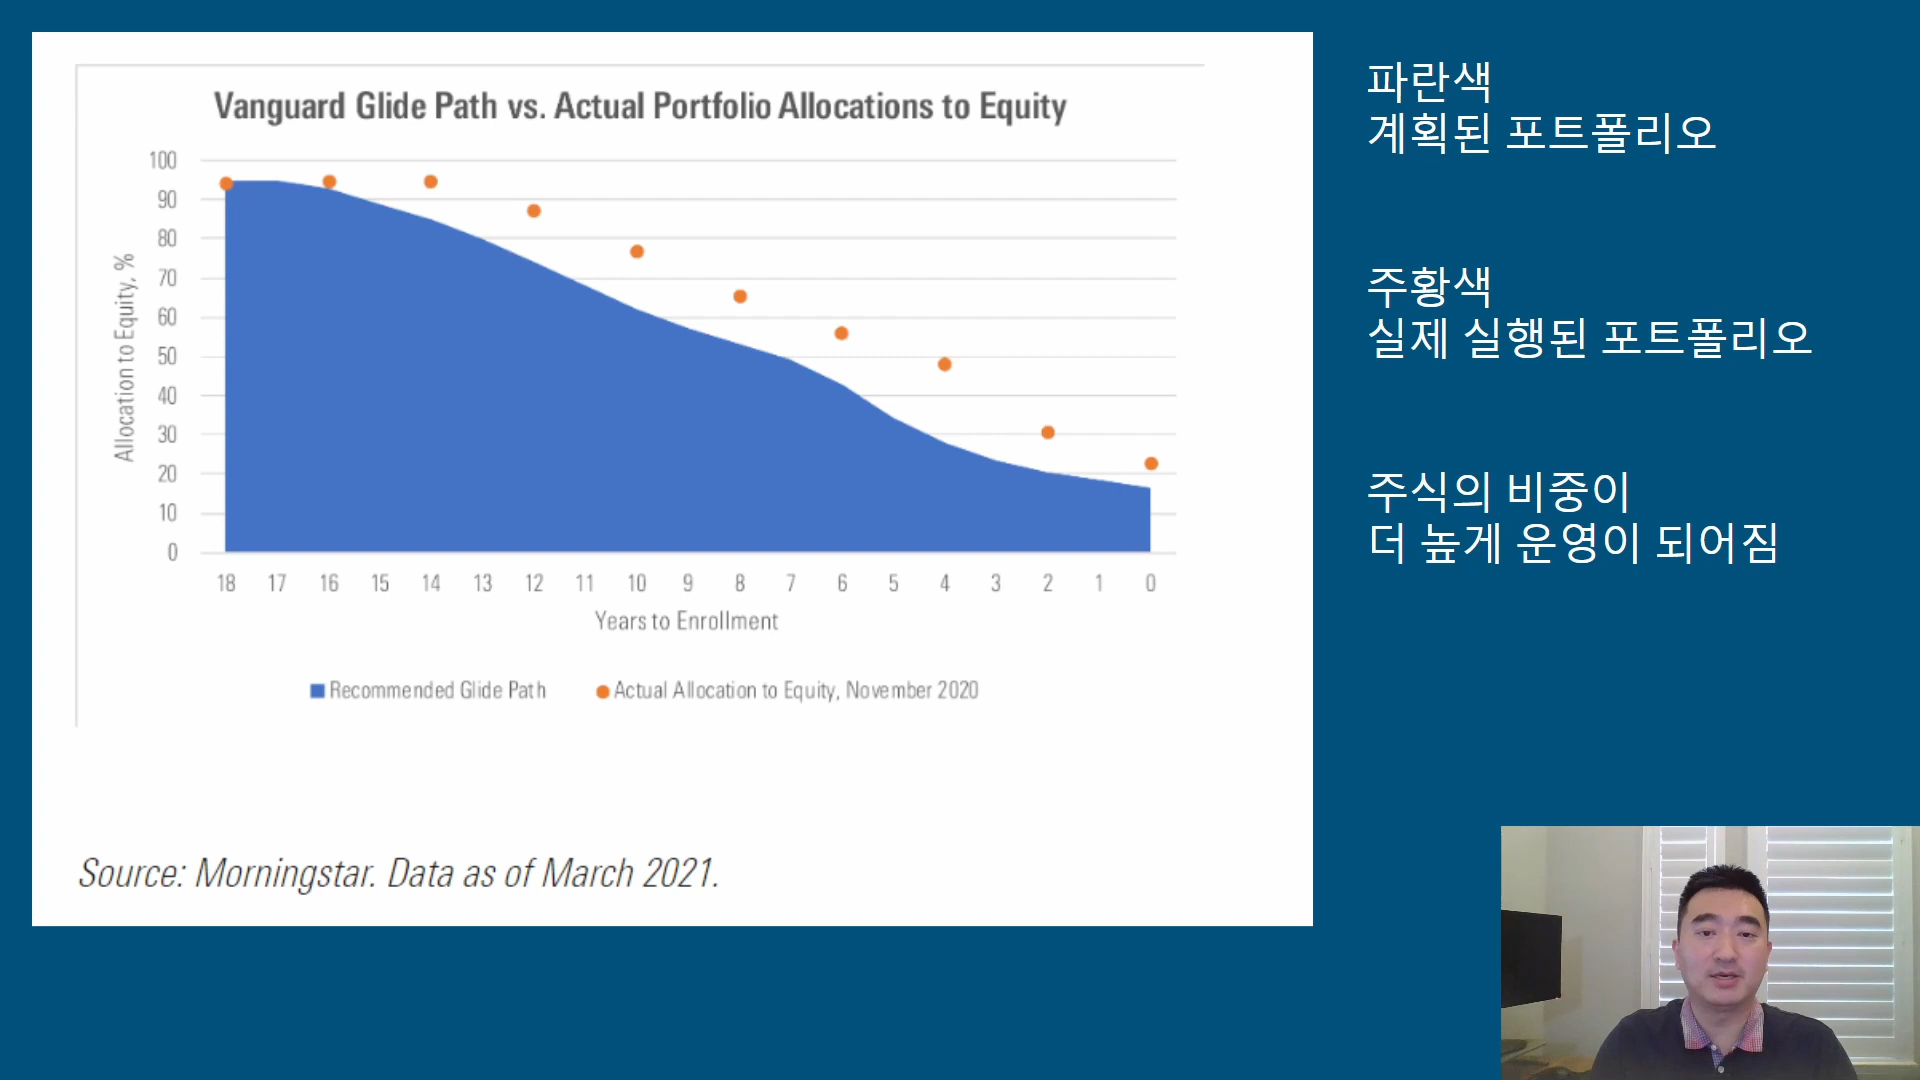 Vanguard Glide Path vs. Actual Portfolio Allocations to Equity
100
90
80
70
60
50
40
30
20
10
0
Allocation to Equity, %
18 17 16 15 14 13 12 11 10 9 8 7 6 5 4 3 2 1 0
Years to Enrollment
Recommended Glide Path Actual Allocation to Equity, November 2020
Source: Morningstar. Data as of March 2021.
파란색
계획된 포트폴리오
주황색
실제 실행된 포트폴리오
주식의 비중이
더 높게 운영이 되어짐